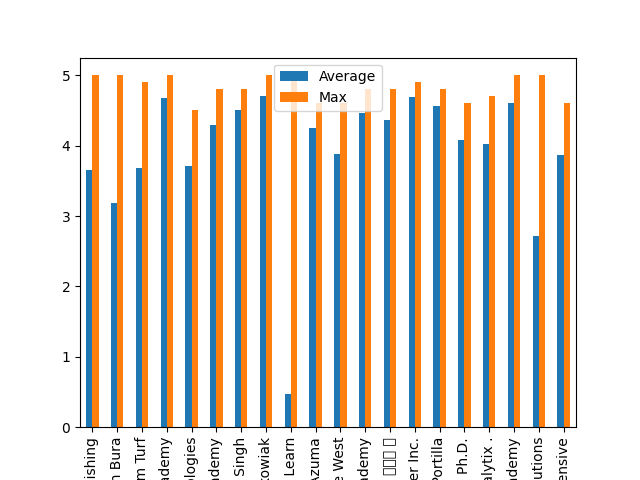 Average
Max
5
4
3
2
1
0
ishing
n Bura
m Turf
ademy
ologies
ademy
Singh
kowiak
Learn
Azuma
e West
ademy
er Inc.
Portilla
Ph.D.
alytix .
ademy
utions
ensive